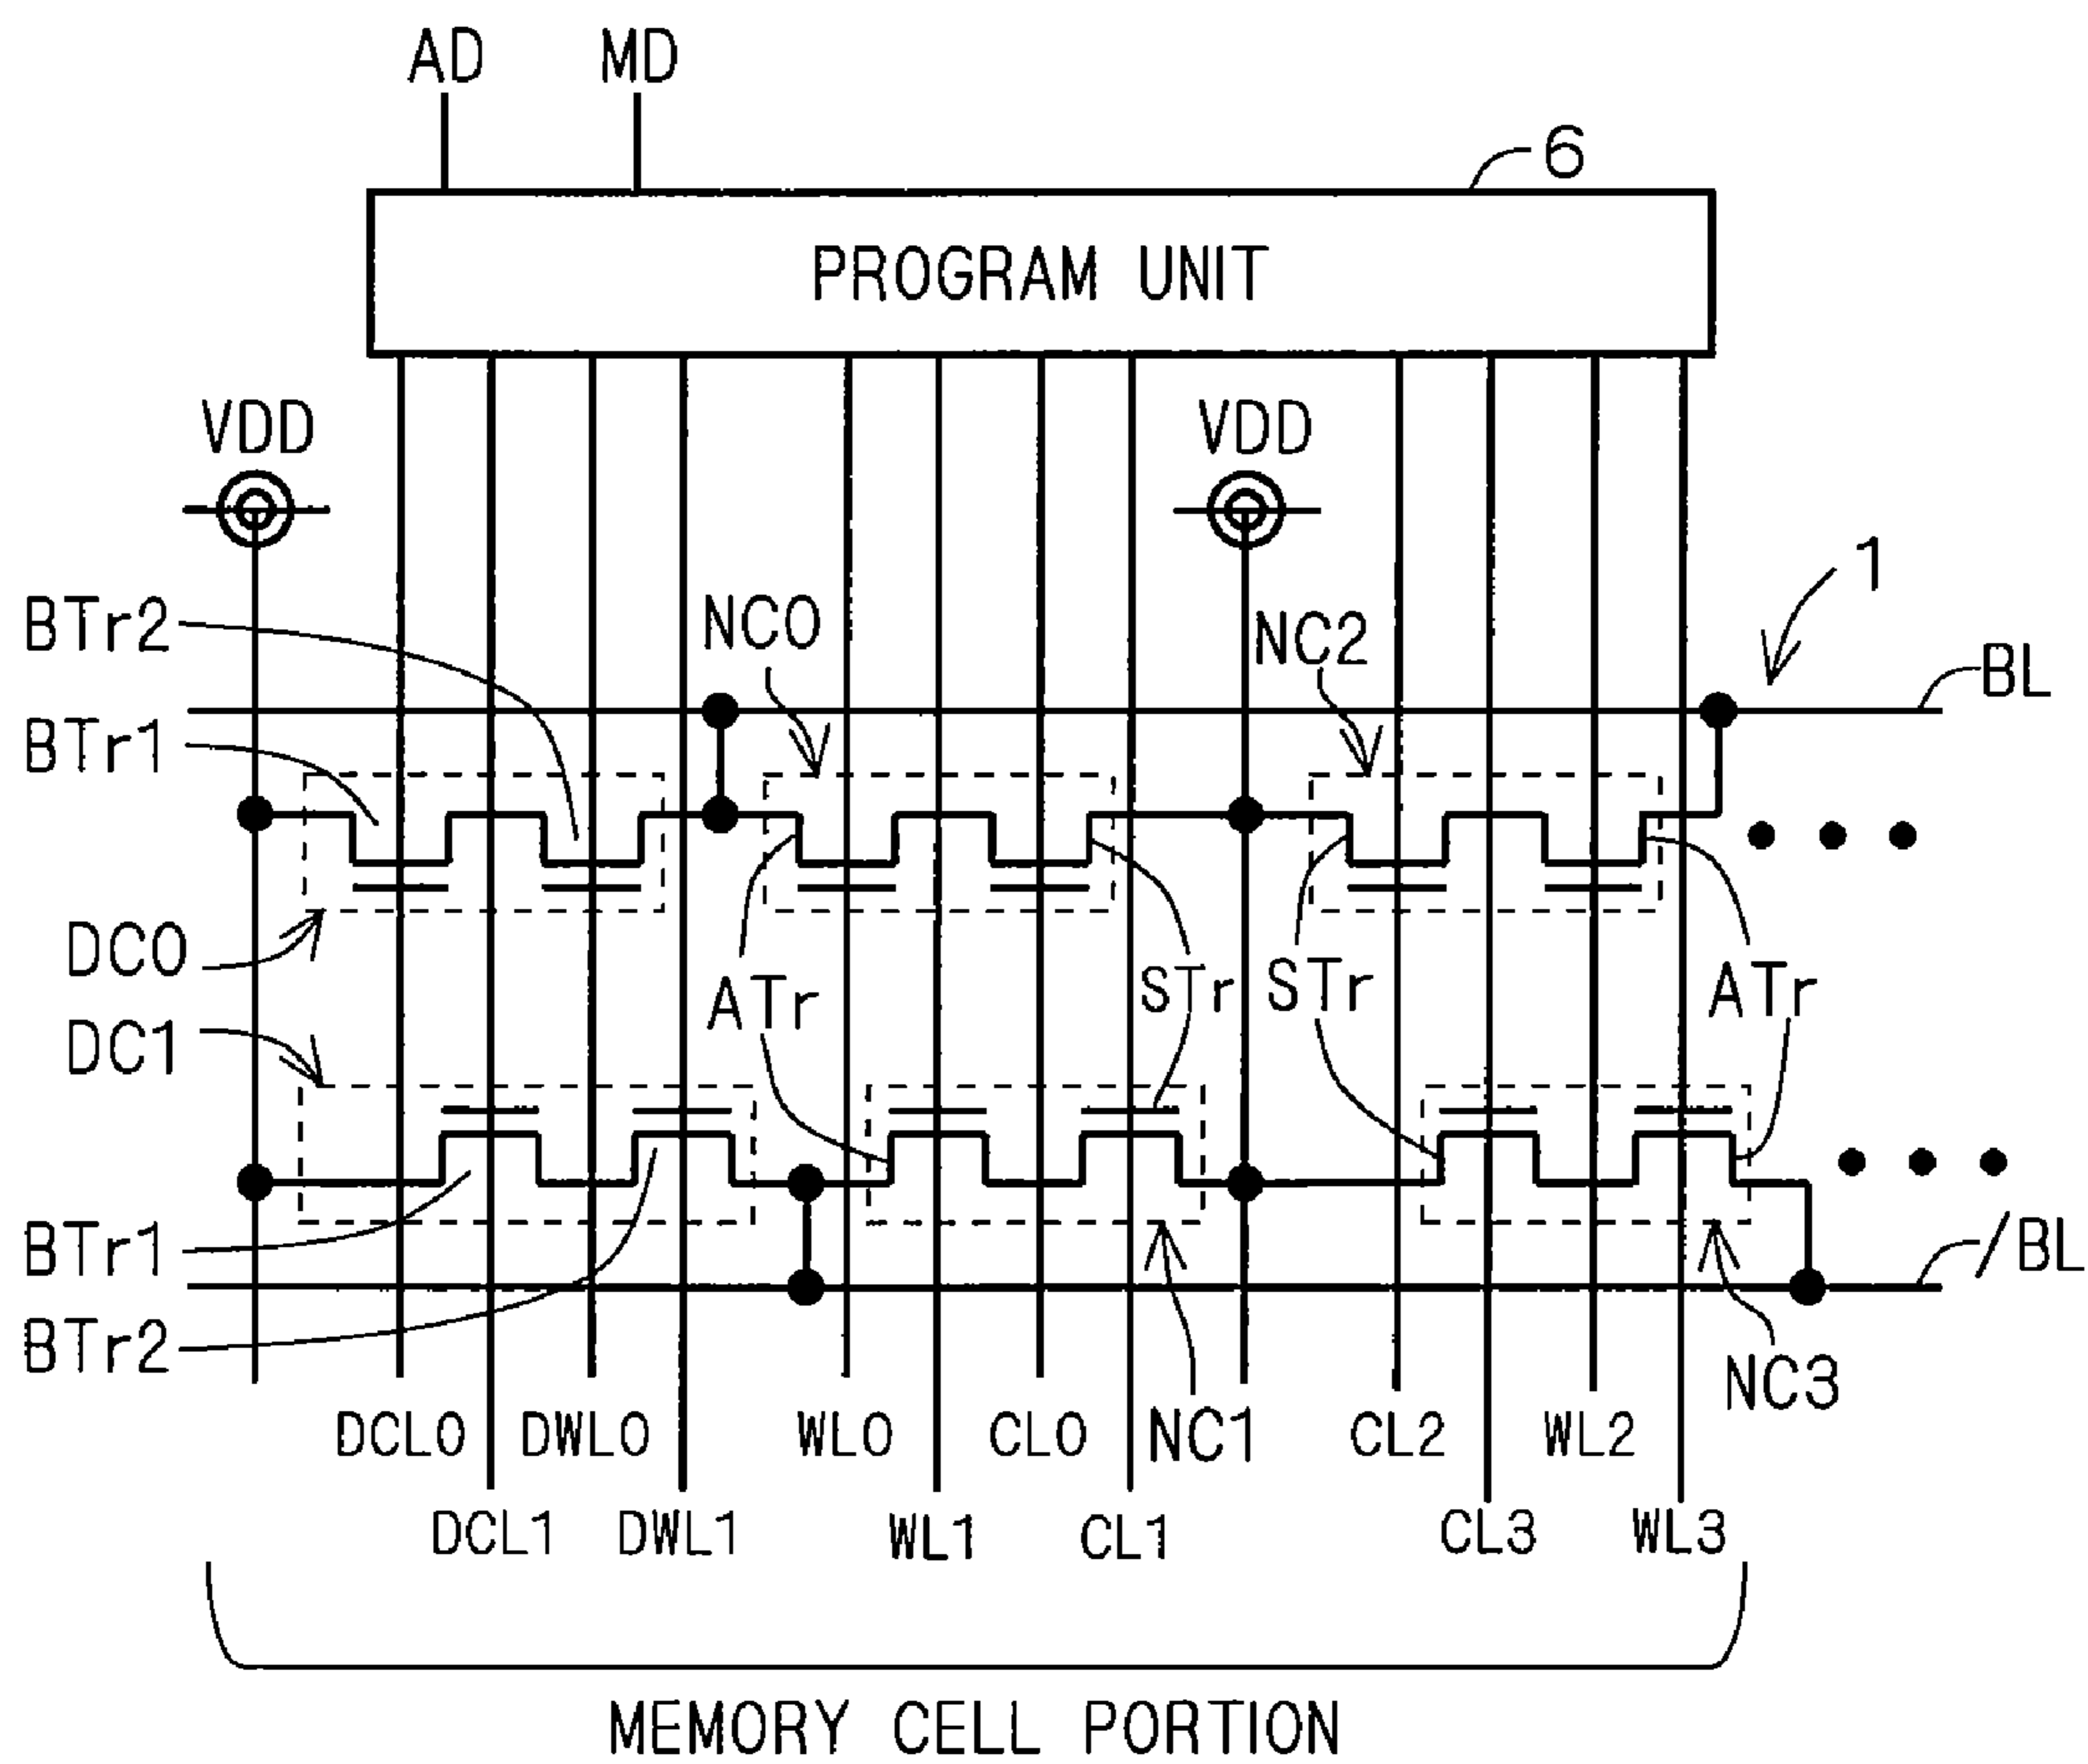 AD MD
6
PROGRAM UNIT
VDD VDD
1
BTr2 NC0 NC2
BL
BTr1
DC0
ATr STr STr ATr
DC1
BTr1 /BL
BTr2
NC3
DCL0 DWL0 WL0 CL0 NC1 CL2 WL2
DCL1 DWL1 WL1 CL1 CL3 WL3
MEMORY CELL PORTION